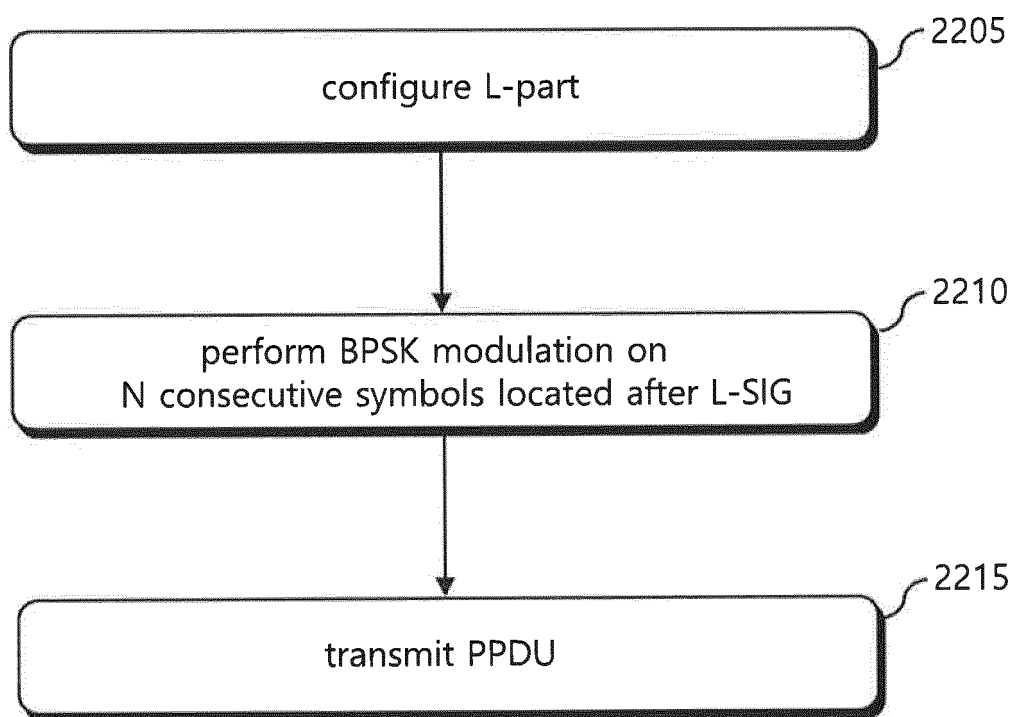 2205
configure L-part
2210
perform BPSK modulation on
N consecutive symbols located after L-SIG
2215
transmit PPDU